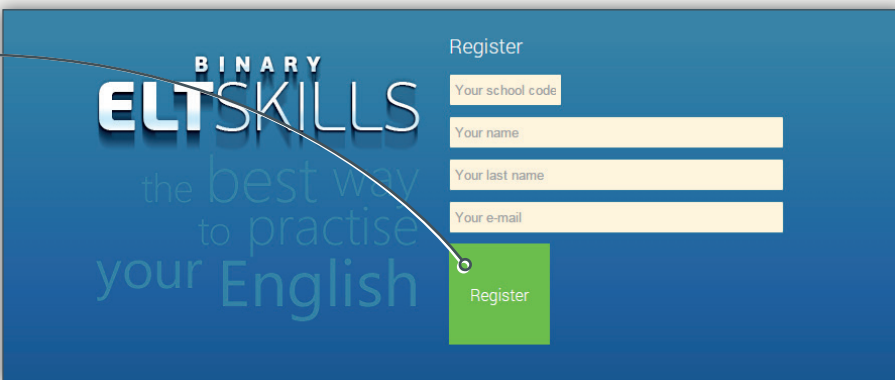 BINARY
ELTSKILLS
the best way
to practise
your English
Register
Your school code
Your name
Your last name
Your e-mail
Register